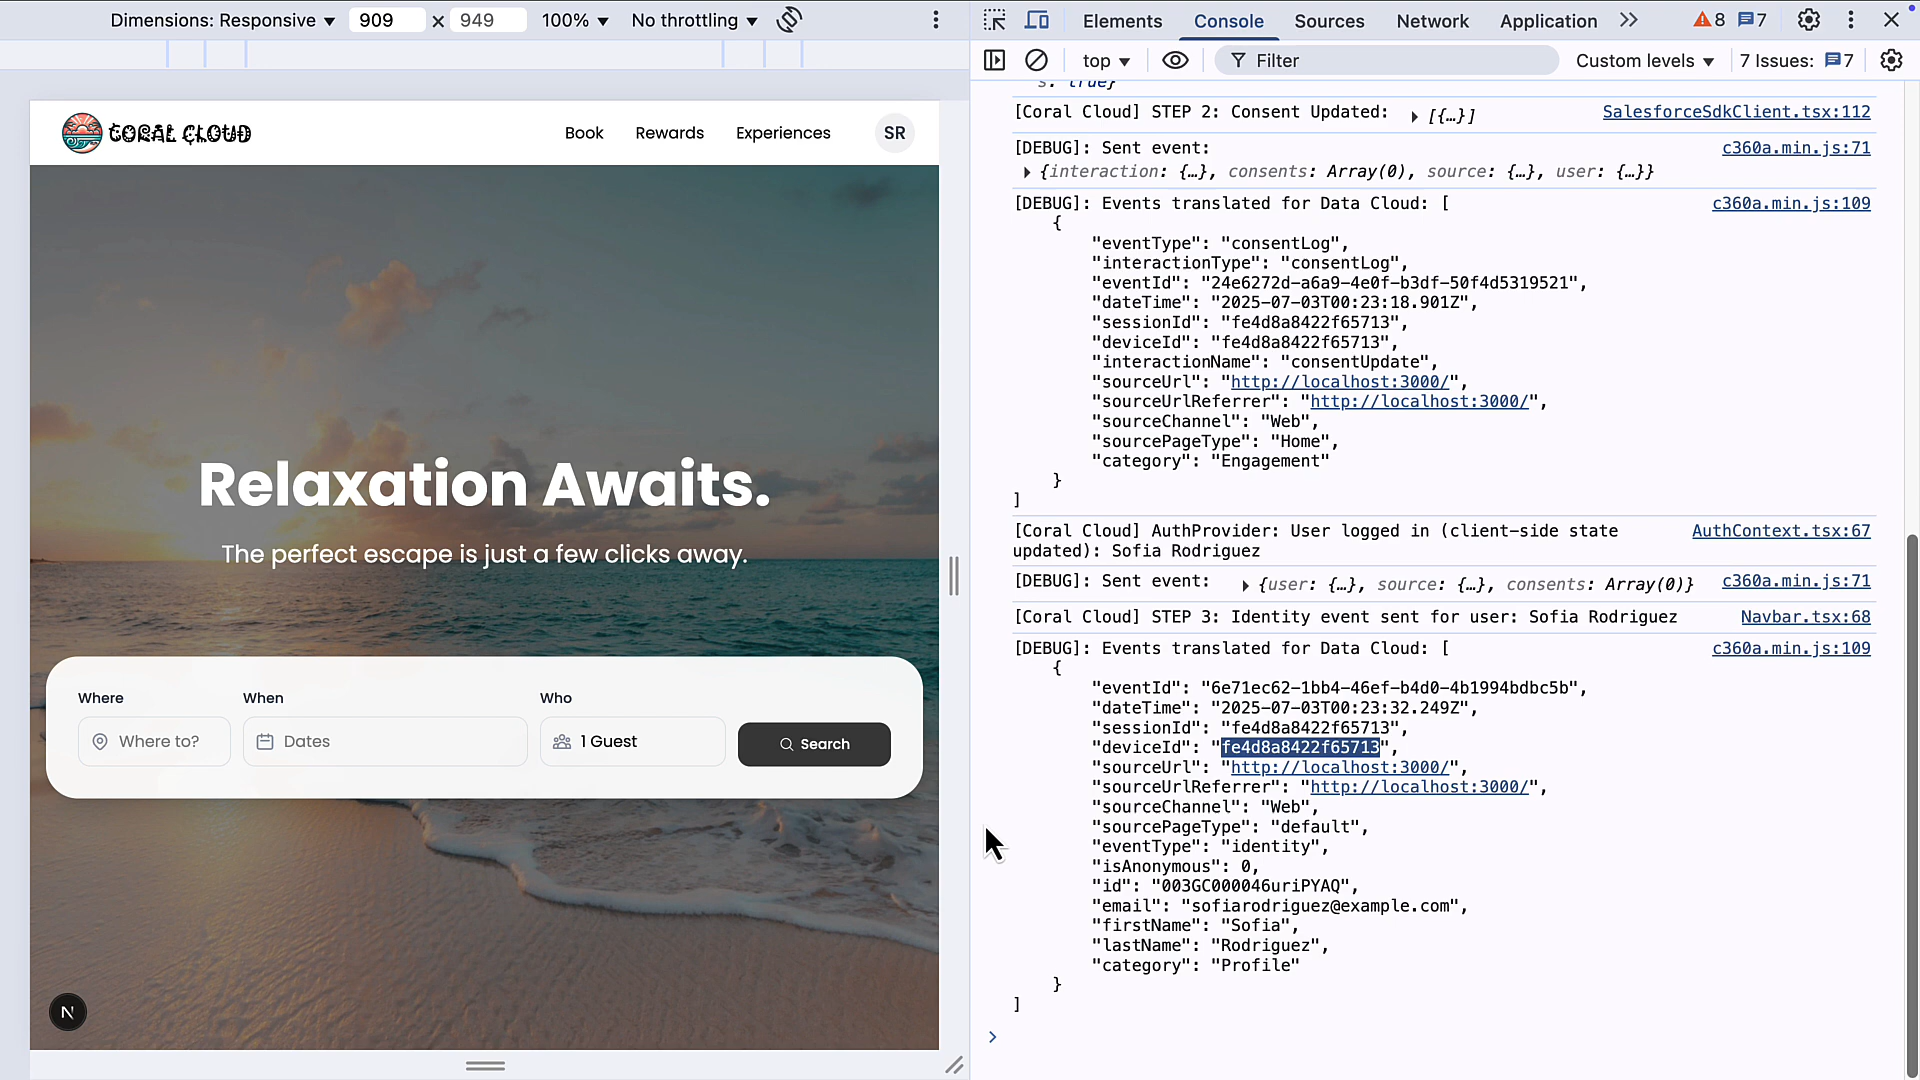 Dimensions: Responsive ▼ 909 × 949 100% ▼ No throttling ▼
Elements Console Sources Network Application >> 8 7
top ▼ Filter Custom levels ▼ 7 Issues: 7
s: true}
[Coral Cloud] STEP 2: Consent Updated: ▶ [{…}] SalesforceSdkClient.tsx:112
[DEBUG]: Sent event: c360a.min.js:71
▶ {interaction: {…}, consents: Array(0), source: {…}, user: {…}}
[DEBUG]: Events translated for Data Cloud: [ c360a.min.js:109
{
"eventType": "consentLog",
"interactionType": "consentLog",
"eventId": "24e6272d-a6a9-4e0f-b3df-50f4d5319521",
"dateTime": "2025-07-03T00:23:18.901Z",
"sessionId": "fe4d8a8422f65713",
"deviceId": "fe4d8a8422f65713",
"interactionName": "consentUpdate",
"sourceUrl": "http://localhost:3000/",
"sourceUrlReferrer": "http://localhost:3000/",
"sourceChannel": "Web",
"sourcePageType": "Home",
"category": "Engagement"
}
]
[Coral Cloud] AuthProvider: User logged in (client-side state AuthContext.tsx:67
updated): Sofia Rodriguez
[DEBUG]: Sent event: ▶ {user: {…}, source: {…}, consents: Array(0)} c360a.min.js:71
[Coral Cloud] STEP 3: Identity event sent for user: Sofia Rodriguez Navbar.tsx:68
[DEBUG]: Events translated for Data Cloud: [ c360a.min.js:109
{
"eventId": "6e71ec62-1bb4-46ef-b4d0-4b1994bdbc5b",
"dateTime": "2025-07-03T00:23:32.249Z",
"sessionId": "fe4d8a8422f65713",
"deviceId": "fe4d8a8422f65713",
"sourceUrl": "http://localhost:3000/",
"sourceUrlReferrer": "http://localhost:3000/",
"sourceChannel": "Web",
"sourcePageType": "default",
"eventType": "identity",
"isAnonymous": 0,
"id": "003GC000046uriPYAQ",
"email": "sofiarodriguez@example.com",
"firstName": "Sofia",
"lastName": "Rodriguez",
"category": "Profile"
}
]
>
CORAL CLOUD Book Rewards Experiences SR
Relaxation Awaits.
The perfect escape is just a few clicks away.
Where When Who
Where to? Dates 1 Guest Search
N